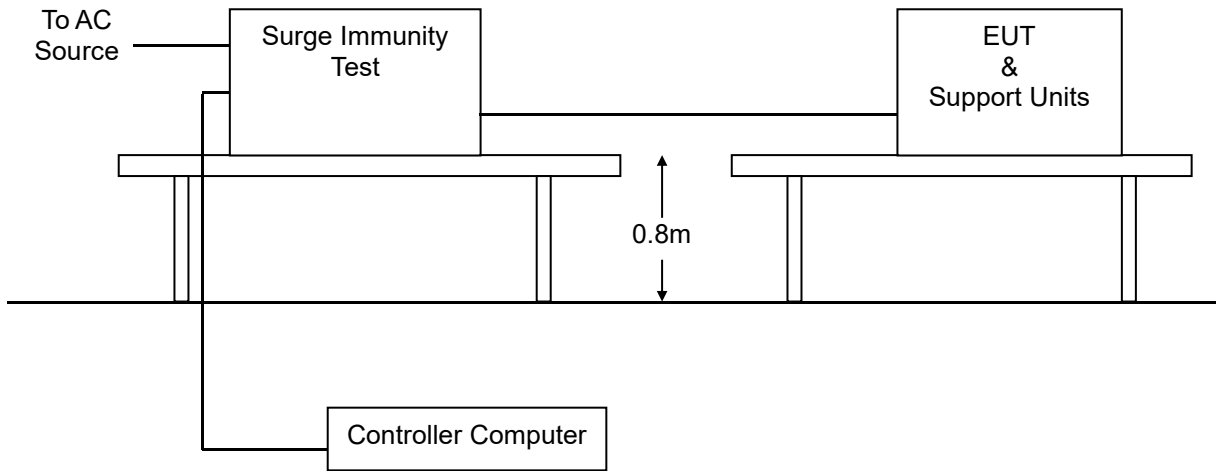 To AC
Source
Surge Immunity
Test
EUT
&
Support Units
0.8m
Controller Computer